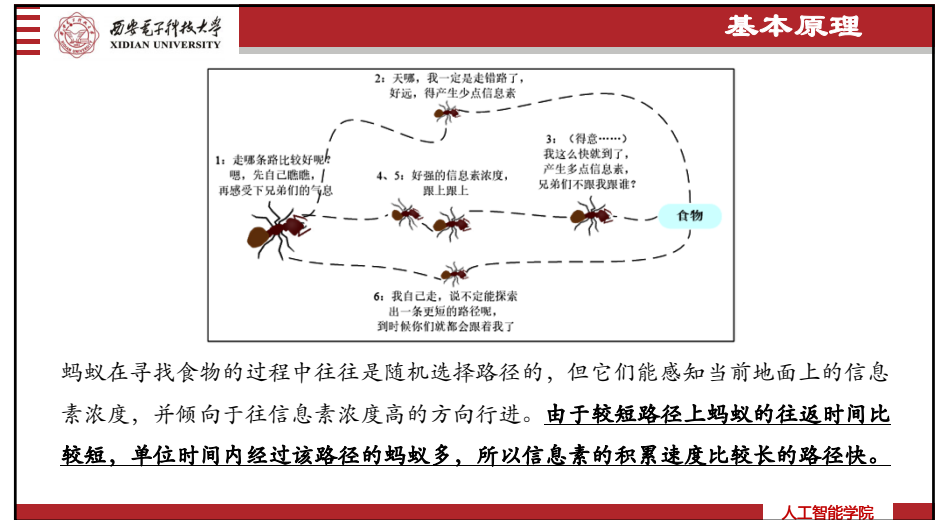 西安电子科技大学
XIDIAN UNIVERSITY
基本原理
2：天哪，我一定是走错路了，
好远，得产生少点信息素
1：走哪条路比较好呢？
嗯，先自己瞧瞧，
再感受下兄弟们的气息
4、5：好强的信息素浓度，
跟上跟上
3：（得意……）
我这么快就到了，
产生多点信息素，
兄弟们不跟我跟谁？
食物
6：我自己走，说不定能探索
出一条更短的路径呢，
到时候你们就都会跟着我了
蚂蚁在寻找食物的过程中往往是随机选择路径的，但它们能感知当前地面上的信息
素浓度，并倾向于往信息素浓度高的方向行进。由于较短路径上蚂蚁的往返时间比
较短，单位时间内经过该路径的蚂蚁多，所以信息素的积累速度比较长的路径快。
人工智能学院